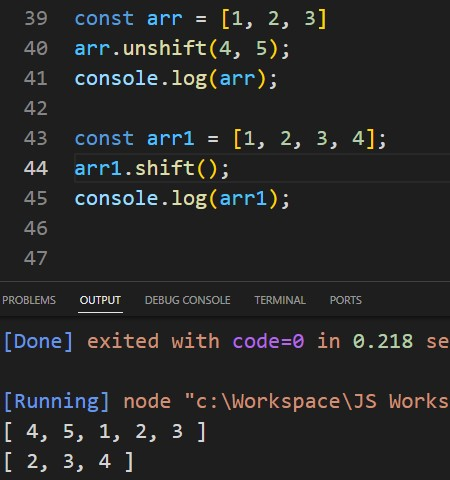 39 const arr = [1, 2, 3]
40 arr.unshift(4, 5);
41 console.log(arr);
42
43 const arr1 = [1, 2, 3, 4];
44 arr1.shift();
45 console.log(arr1);
46
47
PROBLEMS OUTPUT DEBUG CONSOLE TERMINAL PORTS
[Done] exited with code=0 in 0.218 se
[Running] node "c:\Workspace\JS Works
[ 4, 5, 1, 2, 3 ]
[ 2, 3, 4 ]